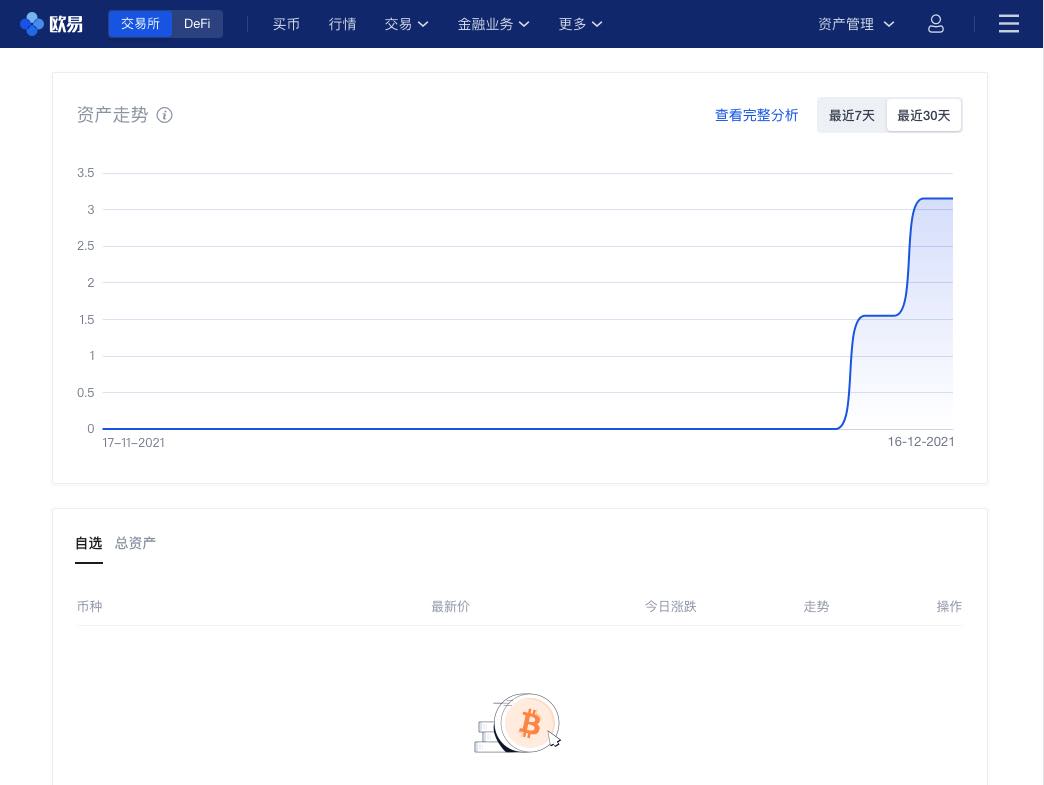 欧易 交易所 DeFi 买币 行情 交易 金融业务 更多 资产管理
资产走势 查看完整分析 最近7天 最近30天
3.5
3
2.5
2
1.5
1
0.5
0
17-11-2021 16-12-2021
自选 总资产
币种 最新价 今日涨跌 走势 操作